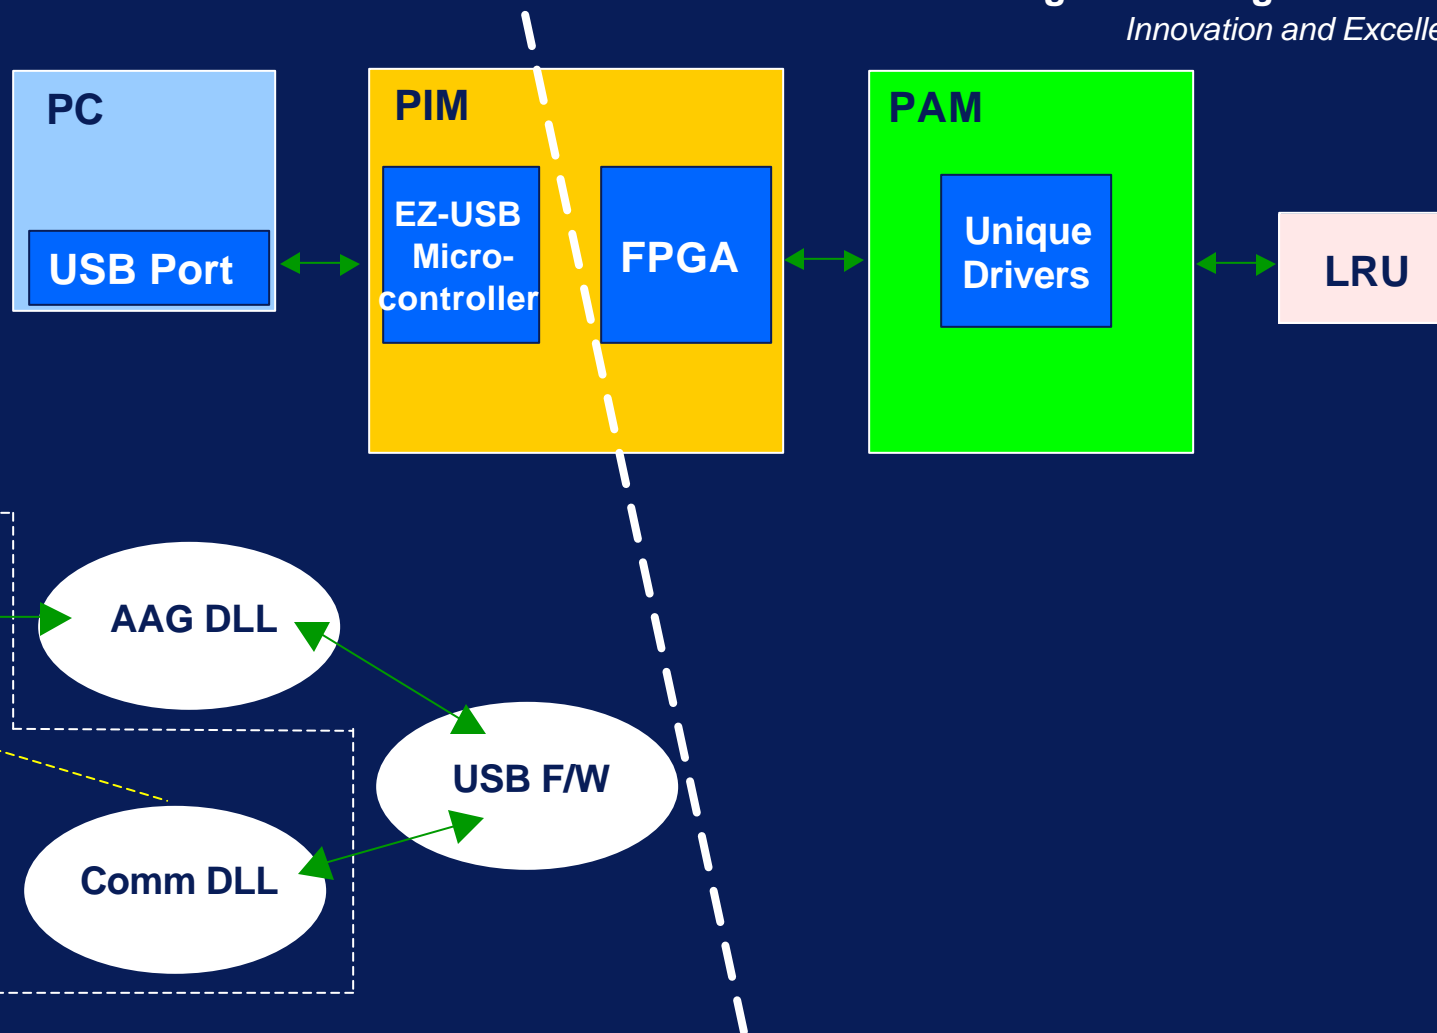 Innovation and
PC
PIM
PAM
EZ-USB
Micro-
controller
FPGA
Unique
Drivers
USB Port
LRU
AAG DLL
USB F/W
Comm DLL